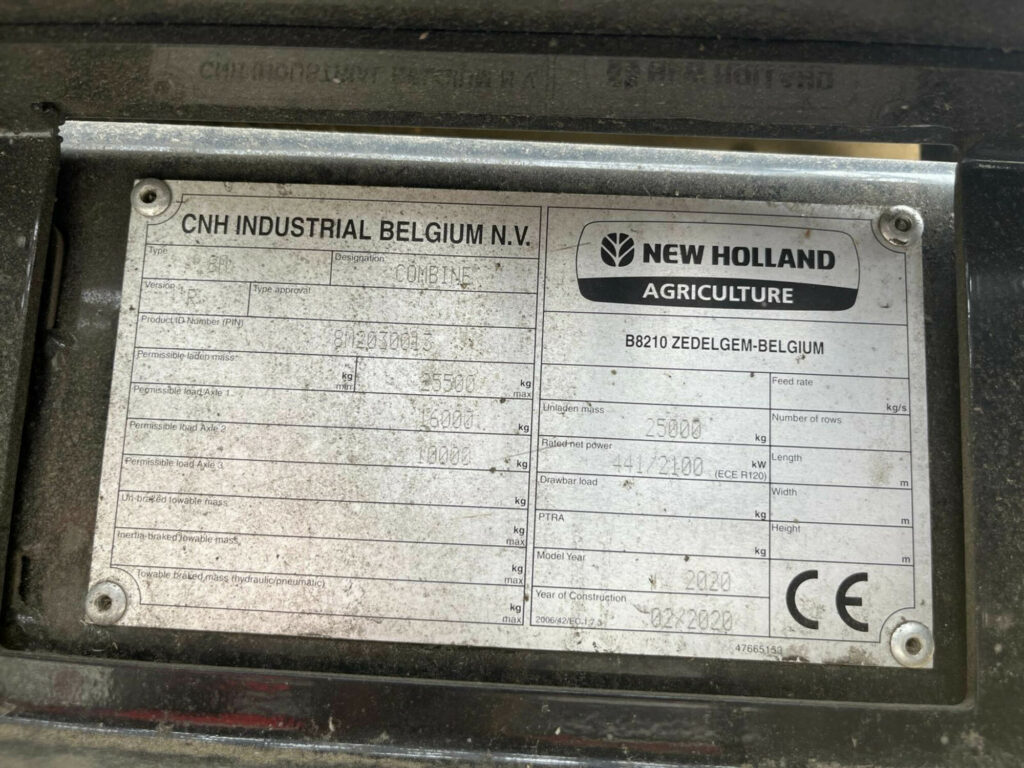 CNH INDUSTRIAL BELGIUM N.V.
Type
Designation
COMBINE
Version
R
Type approval
Product ID Number (PIN)
8M2030013
Permissible laden mass:
kg min
25500 kg max
Permissible load Axle 1
16000 kg
Permissible load Axle 2
10000 kg
Permissible load Axle 3
kg
Un-braked towable mass
kg max
Inertia-braked towable mass
kg max
Towable braked mass (hydraulic/pneumatic)
kg max
NEW HOLLAND
AGRICULTURE
B8210 ZEDELGEM-BELGIUM
Feed rate
kg/s
Unladen mass
25000 kg
Number of rows
Rated net power
441/2100 kW
(ECE R120)
Length
m
Drawbar load
kg
Width
m
PTRA
kg
Height
m
Model Year
2020
Year of Construction
2006/42/EC-1.7.3
02/2020
CE